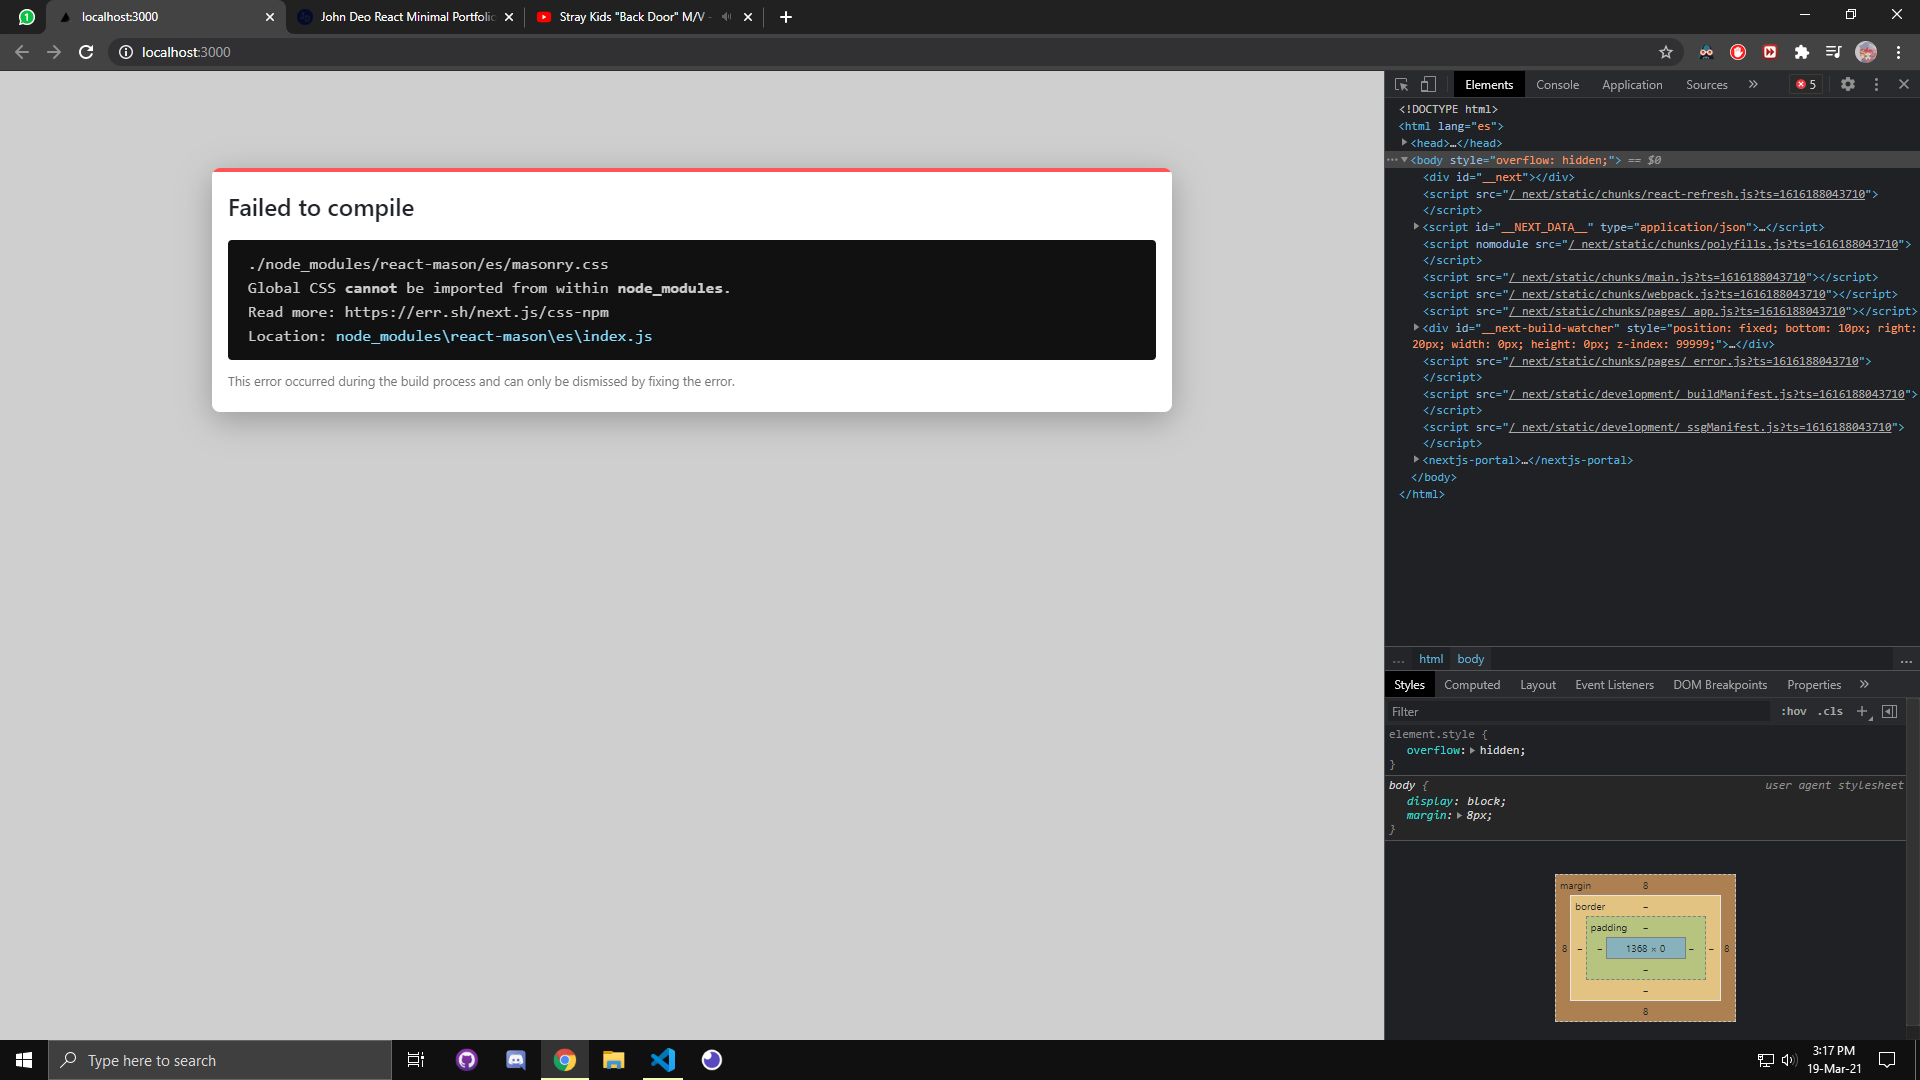 1
localhost:3000
John Deo React Minimal Portfolio
Stray Kids "Back Door" M/V -
localhost:3000
Elements
Console
Application
Sources
5
Failed to compile
./node_modules/react-mason/es/masonry.css
Global CSS cannot be imported from within node_modules.
Read more: https://err.sh/next.js/css-npm
Location: node_modules\react-mason\es\index.js
This error occurred during the build process and can only be dismissed by fixing the error.
<!DOCTYPE html>
<html lang="es">
<head>…</head>
<body style="overflow: hidden;"> == $0
<div id="__next"></div>
<script src="/_next/static/chunks/react-refresh.js?ts=1616188043710">
</script>
<script id="__NEXT_DATA__" type="application/json">…</script>
<script nomodule src="/_next/static/chunks/polyfills.js?ts=1616188043710">
</script>
<script src="/_next/static/chunks/main.js?ts=1616188043710"></script>
<script src="/_next/static/chunks/webpack.js?ts=1616188043710"></script>
<script src="/_next/static/chunks/pages/_app.js?ts=1616188043710"></script>
<div id="__next-build-watcher" style="position: fixed; bottom: 10px; right:
20px; width: 0px; height: 0px; z-index: 99999;">…</div>
<script src="/_next/static/chunks/pages/_error.js?ts=1616188043710">
</script>
<script src="/_next/static/development/_buildManifest.js?ts=1616188043710">
</script>
<script src="/_next/static/development/_ssgManifest.js?ts=1616188043710">
</script>
<nextjs-portal>…</nextjs-portal>
</body>
</html>
... html body ...
Styles
Computed
Layout
Event Listeners
DOM Breakpoints
Properties
Filter
:hov .cls +
element.style {
overflow: hidden;
}
body {
user agent stylesheet
display: block;
margin: 8px;
}
margin 8
border –
padding –
8 – – 1368 × 0 – – 8
–
–
8
Type here to search
3:17 PM
19-Mar-21